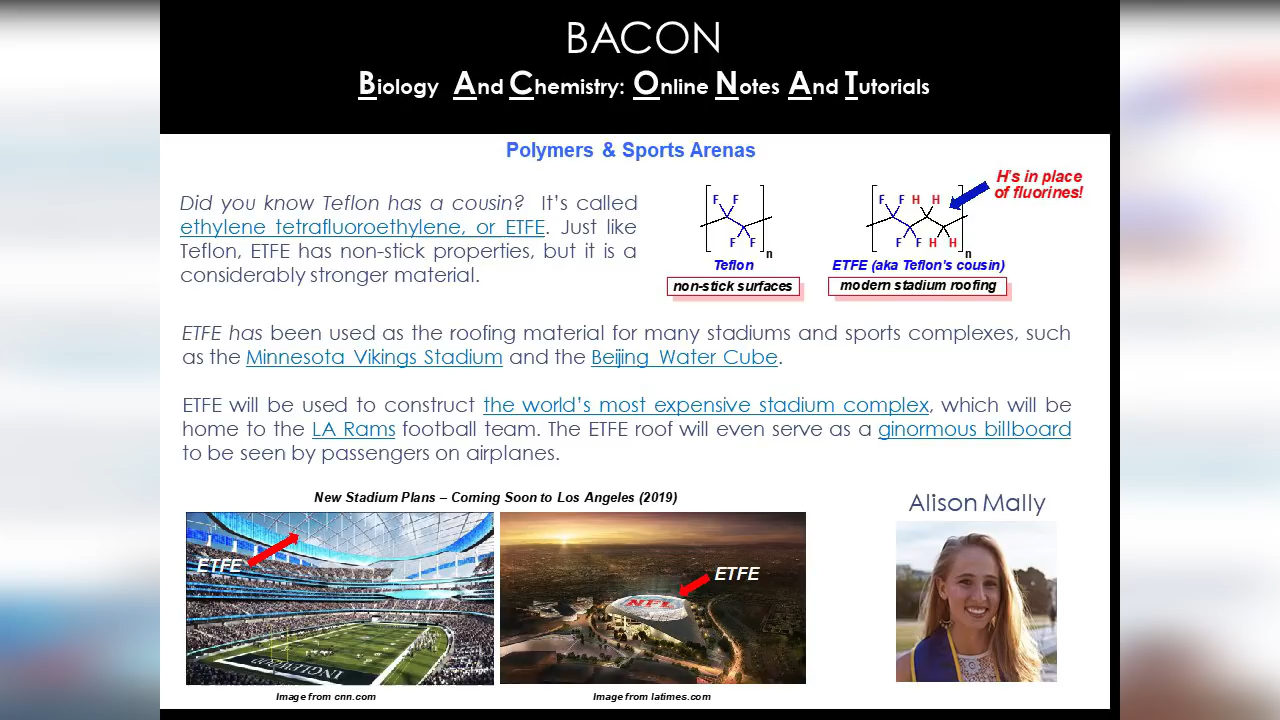 BACON
Biology And Chemistry: Online Notes And Tutorials
Polymers & Sports Arenas
Did you know Teflon has a cousin? It's called
ethylene tetrafluoroethylene, or ETFE. Just like
Teflon, ETFE has non-stick properties, but it is a
considerably stronger material.
F F
F F
n
Teflon
non-stick surfaces
H's in place
of fluorines!
F F H H
F F H H
n
ETFE (aka Teflon's cousin)
modern stadium roofing
ETFE has been used as the roofing material for many stadiums and sports complexes, such
as the Minnesota Vikings Stadium and the Beijing Water Cube.
ETFE will be used to construct the world's most expensive stadium complex, which will be
home to the LA Rams football team. The ETFE roof will even serve as a ginormous billboard
to be seen by passengers on airplanes.
New Stadium Plans – Coming Soon to Los Angeles (2019)
ETFE
INGLEWOOD
Image from cnn.com
ETFE
NFL
Image from latimes.com
Alison Mally